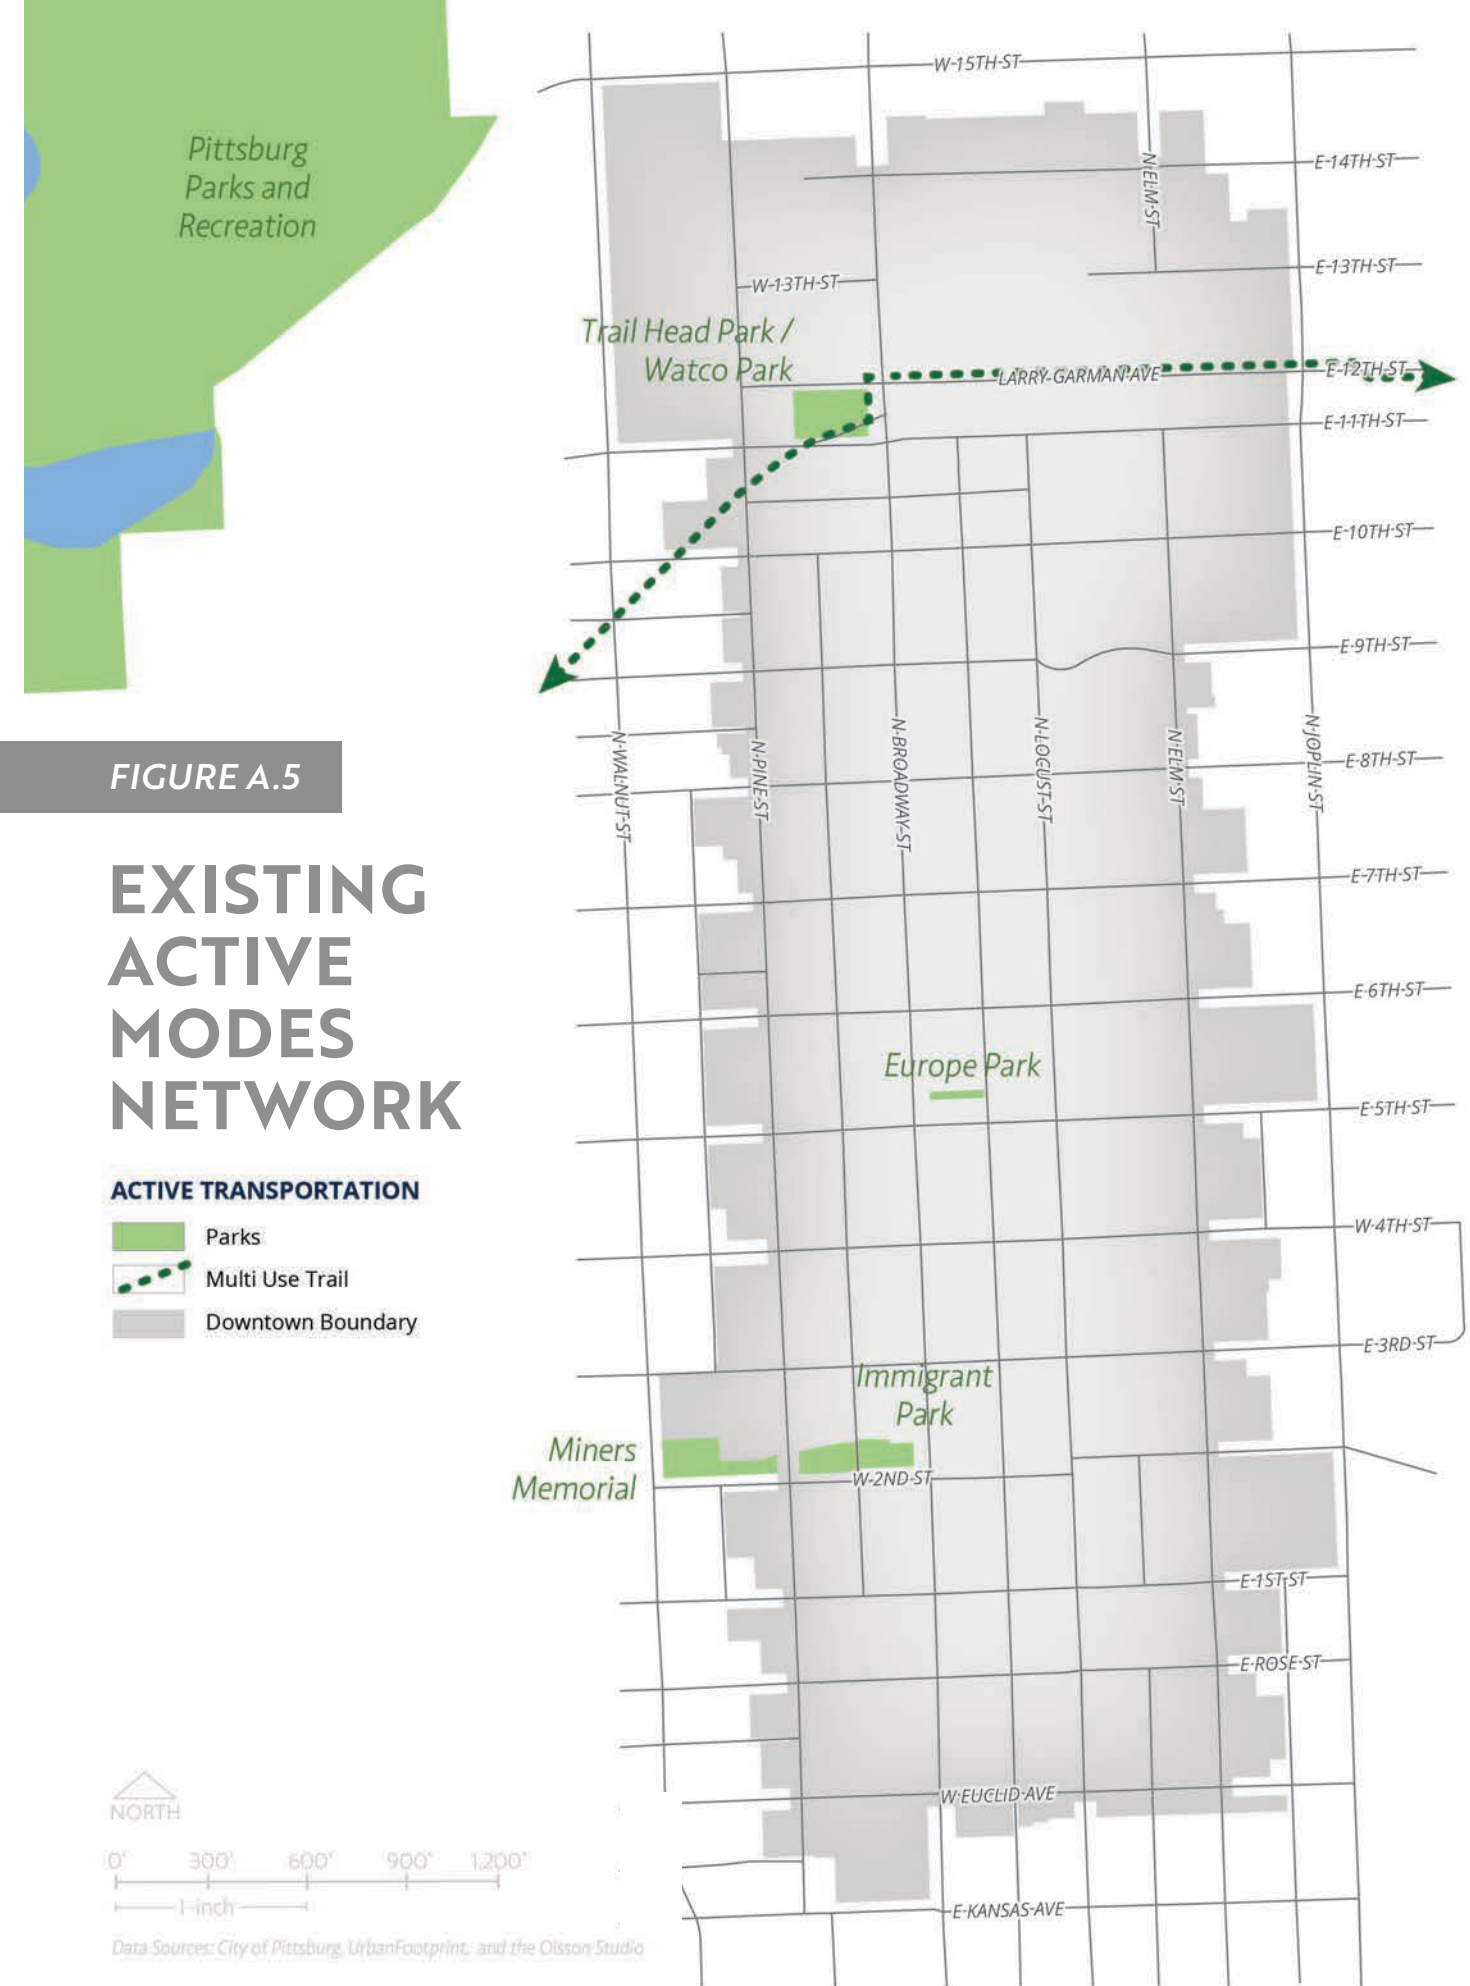 W-15TH-ST
Pittsburg
Parks and
Recreation
N-ELM-ST
E-14TH-ST
E-13TH-ST
W-13TH-ST
Trail Head Park /
Watco Park
LARRY-GARMAN-AVE
E-12TH-ST
E-11TH-ST
E-10TH-ST
E-9TH-ST
N-WALNUT-ST
N-PINE-ST
N-BROADWAY-ST
N-LOCUST-ST
N-ELM-ST
N-JOPLIN-ST
E-8TH-ST
FIGURE A.5
EXISTING
ACTIVE
MODES
NETWORK
E-7TH-ST
E-6TH-ST
Europe Park
E-5TH-ST
ACTIVE TRANSPORTATION
Parks
Multi Use Trail
Downtown Boundary
W-4TH-ST
E-3RD-ST
Immigrant
Park
Miners
Memorial
W-2ND-ST
E-1ST-ST
E-ROSE-ST
W-EUCLID-AVE
E-KANSAS-AVE
NORTH
0' 300' 600' 900' 1,200'
1-inch
Data Sources: City of Pittsburg, UrbanFootprint, and the Olsson Studio